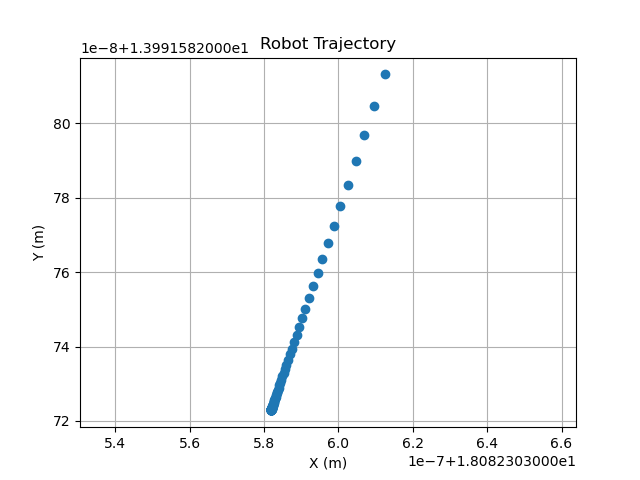 Robot Trajectory
1e-8+1.3991582000e1
80
78
76
74
72
Y (m)
5.4 5.6 5.8 6.0 6.2 6.4 6.6
X (m)
1e-7+1.8082303000e1